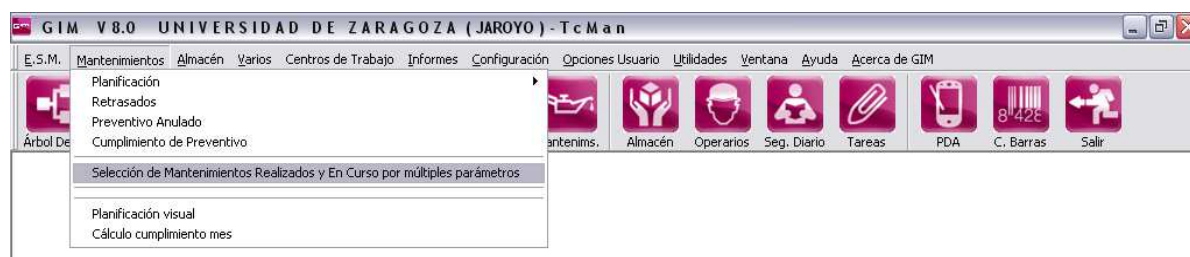 GIM V8.0 UNIVERSIDAD DE ZARAGOZA (JAROYO)-TcMan
E.S.M. Mantenimientos Almacén Varios Centros de Trabajo Informes Configuración Opciones Usuario Utilidades Ventana Ayuda Acerca de GIM
Planificación
Retrasados
Preventivo Anulado
Cumplimiento de Preventivo
Selección de Mantenimientos Realizados y En Curso por múltiples parámetros
Planificación visual
Cálculo cumplimiento mes
8 428
Árbol De
antenims. Almacén Operarios Seg. Diario Tareas PDA C. Barras Salir